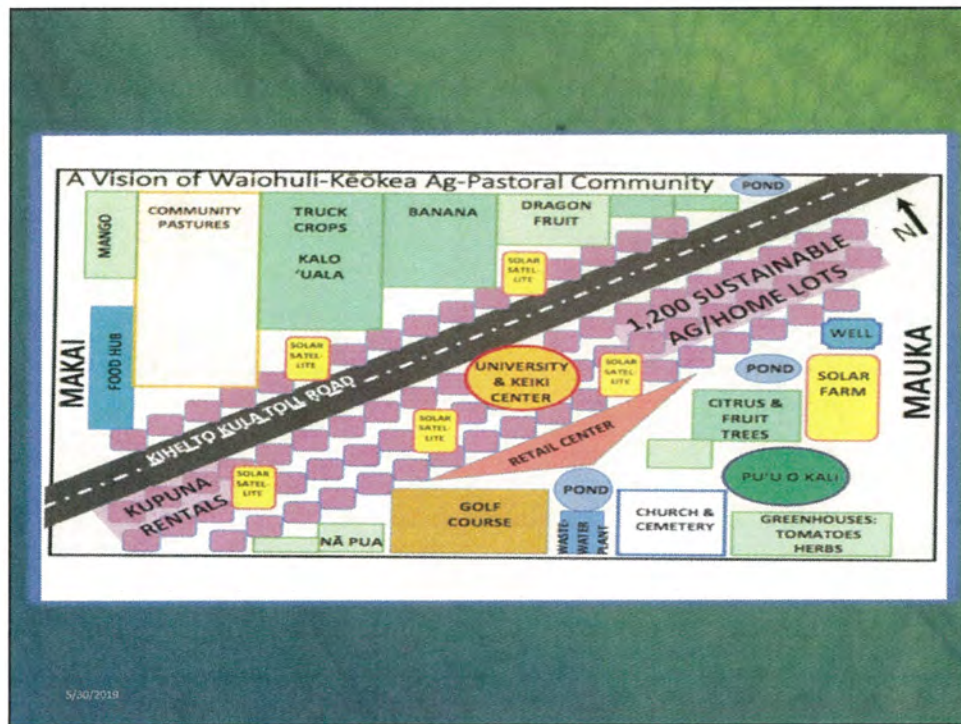 A Vision of Waiohuli-Kēōkea Ag-Pastoral Community
POND
N
MANGO
COMMUNITY
PASTURES
TRUCK
CROPS
KALO
'UALA
BANANA
DRAGON
FRUIT
SOLAR
SATEL-
LITE
1,200 SUSTAINABLE
AG/HOME LOTS
MAKAI
FOOD HUB
SOLAR
SATEL-
LITE
KIHEI TO KULA TOLL ROAD
UNIVERSITY
& KEIKI
CENTER
SOLAR
SATEL-
LITE
WELL
POND
SOLAR
FARM
MAUKA
CITRUS &
FRUIT
TREES
SOLAR
SATEL-
LITE
RETAIL CENTER
KUPUNA
RENTALS
SOLAR
SATEL-
LITE
PU'U O KALI
POND
GOLF
COURSE
WASTE-
WATER
PLANT
CHURCH &
CEMETERY
GREENHOUSES:
TOMATOES
HERBS
NĀ PUA
5/30/2019